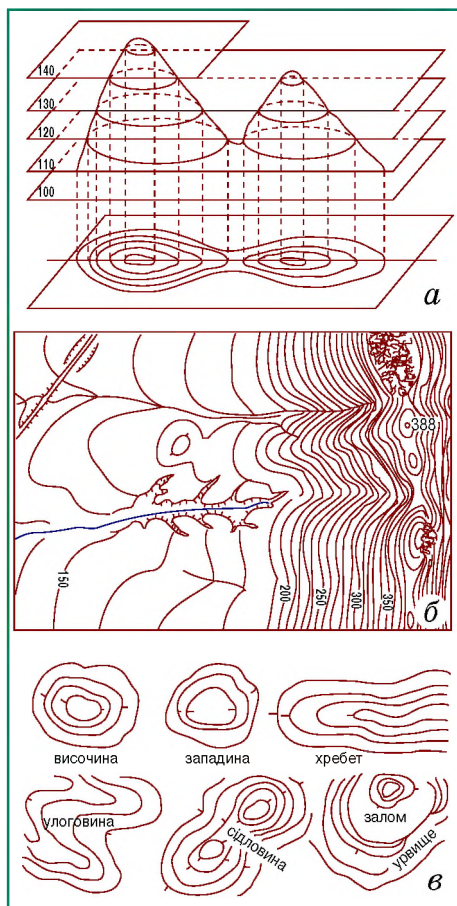 140
130
120
110
100
а
388
150
200
250
300
350
б
височина
западина
хребет
улоговина
сідловина
залом
урвище
в